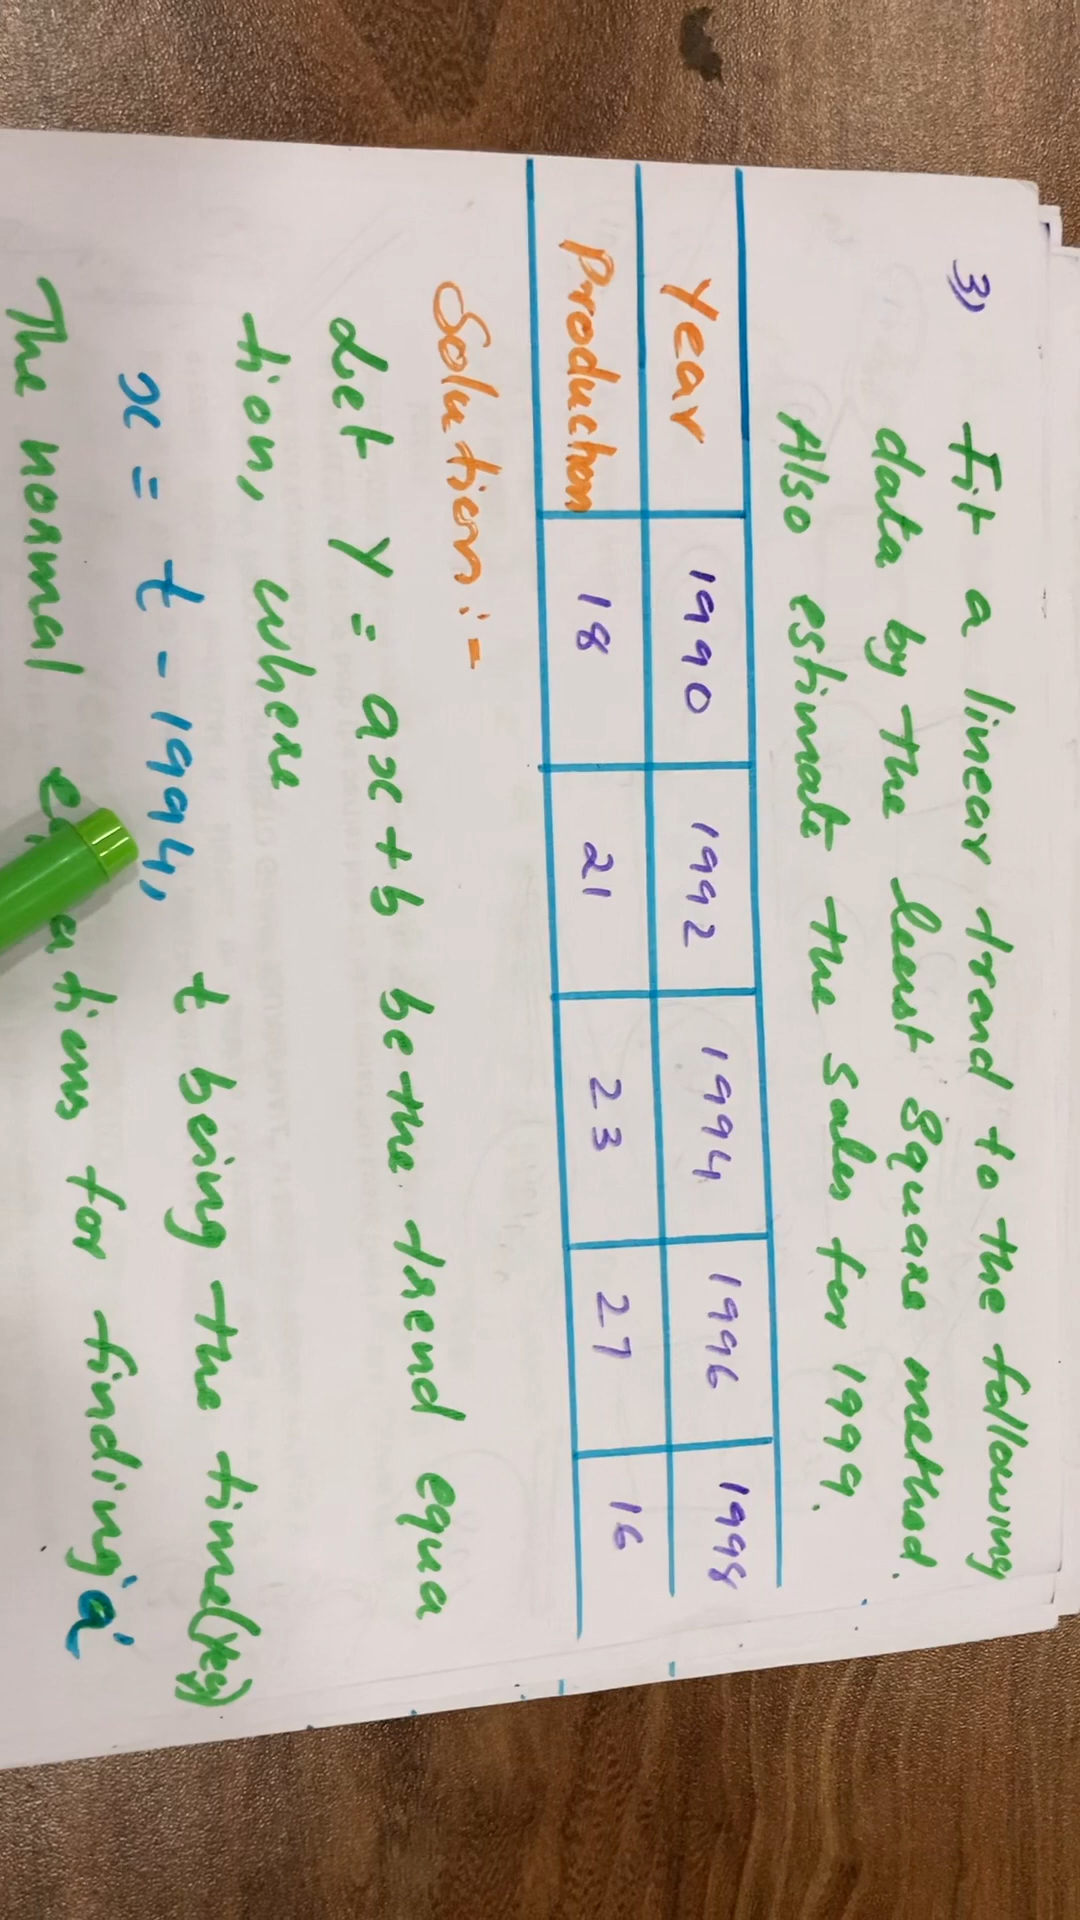 3) Fit a linear trend to the following
data by the least square method.
Also estimate the sales for 1999.
Year 1990 1992 1994 1996 1998
Production 18 21 23 27 16
Solution:-
Let Y = ax + b be the trend equa
tion, where
x = t - 1994, t being the time
The normal for finding 'a'